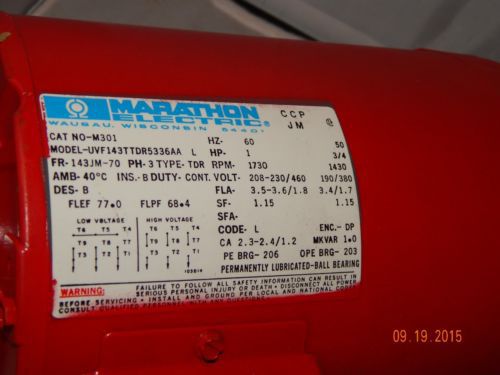 MARATHON
ELECTRIC®
WAUSAU, WISCONSIN 54401
CCP
JM
CAT NO-M301 HZ- 60 50
MODEL-UVF143TTDR5336AA L HP- 1 3/4
FR-143JM-70 PH-3 TYPE-TDR RPM- 1730 1430
AMB-40°C INS.-B DUTY-CONT. VOLT- 208-230/460 190/380
DES-B FLA- 3.5-3.6/1.8 3.4/1.7
FLEF 77.0 FLPF 68.4 SF- 1.15 1.15
SFA-
LOW VOLTAGE HIGH VOLTAGE
T6 T5 T4 T6 T5 T4
T9 T8 T7 T9 T8 T7
T3 T2 T1 T3 T2 T1
CODE- L ENC.- DP
CA 2.3-2.4/1.2 MKVAR 1.0
PE BRG-206 OPE BRG-203
PERMANENTLY LUBRICATED-BALL BEARING
WARNING: FAILURE TO FOLLOW ALL SAFETY INFORMATION CAN RESULT IN
SERIOUS PERSONAL INJURY OR DEATH • DISCONNECT ALL POWER
BEFORE SERVICING • INSTALL AND GROUND PER LOCAL AND NATIONAL CODES
09.19.2015